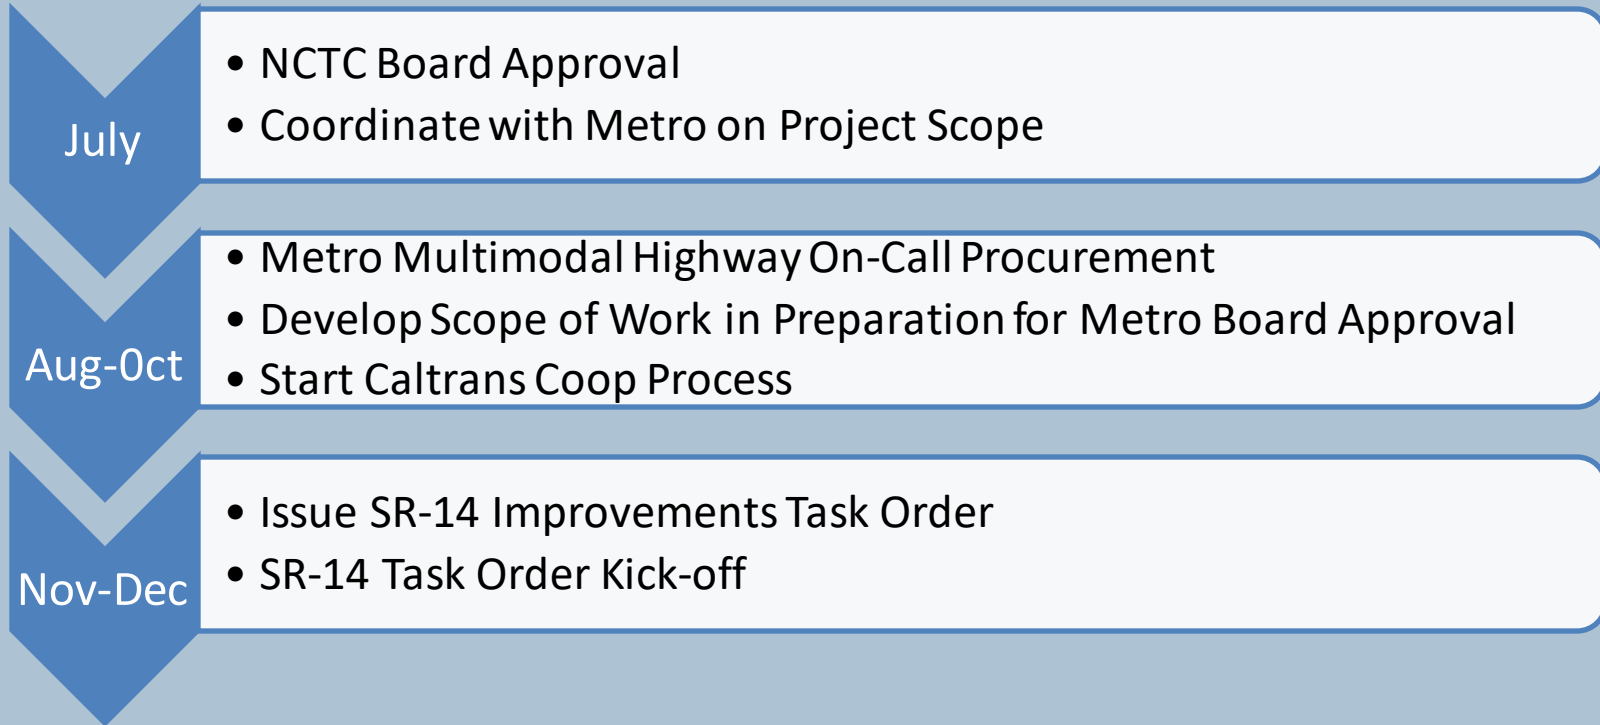 July
• NCTC Board Approval
• Coordinate with Metro on Project Scope
Aug-0ct
• Metro Multimodal Highway On-Call Procurement
• Develop Scope of Work in Preparation for Metro Board Approval
• Start Caltrans Coop Process
Nov-Dec
• Issue SR-14 Improvements Task Order
• SR-14 Task Order Kick-off